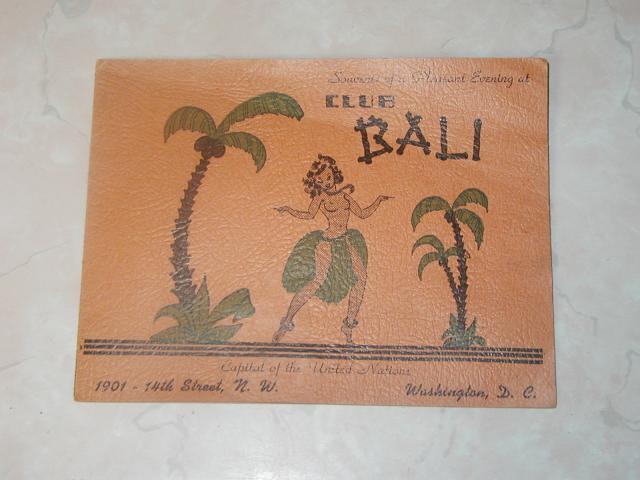 Souvenir of a Pleasant Evening at
CLUB
BALI
Capital of the United Nations
1901 - 14th Street, N. W.
Washington, D. C.